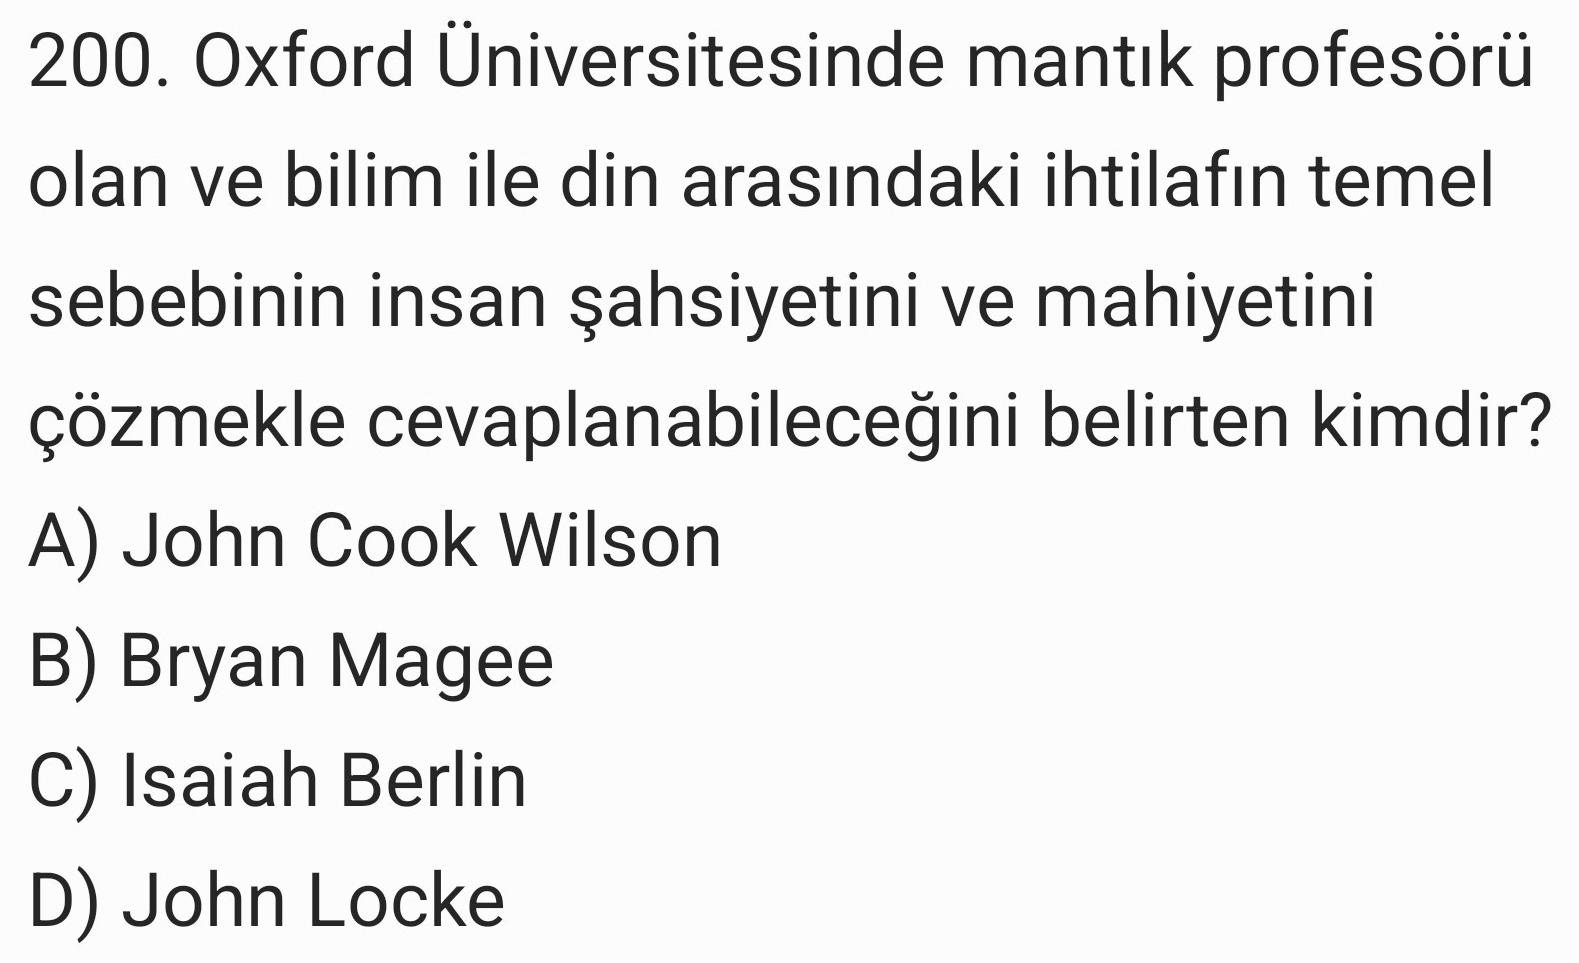 200. Oxford Üniversitesinde mantık profesörü
olan ve bilim ile din arasındaki ihtilafın temel
sebebinin insan şahsiyetini ve mahiyetini
çözmekle cevaplanabileceğini belirten kimdir?
A) John Cook Wilson
B) Bryan Magee
C) Isaiah Berlin
D) John Locke